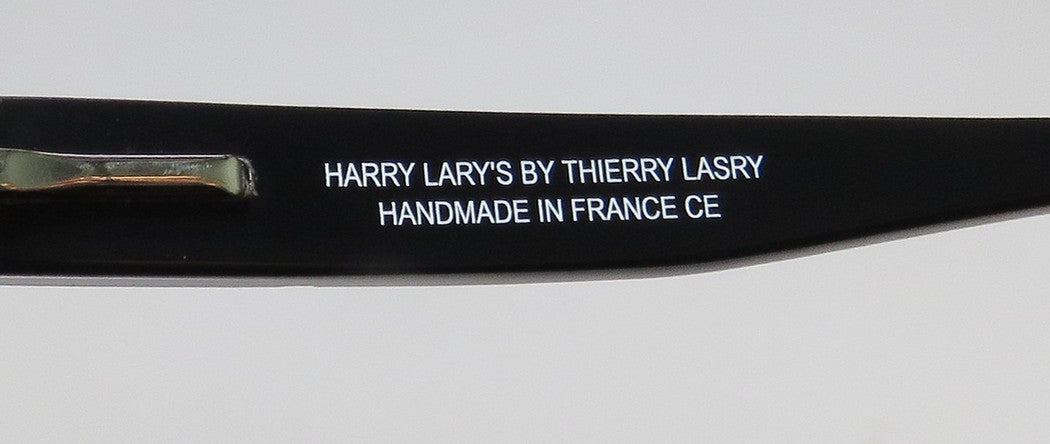 HARRY LARY'S BY THIERRY LASRY
HANDMADE IN FRANCE CE